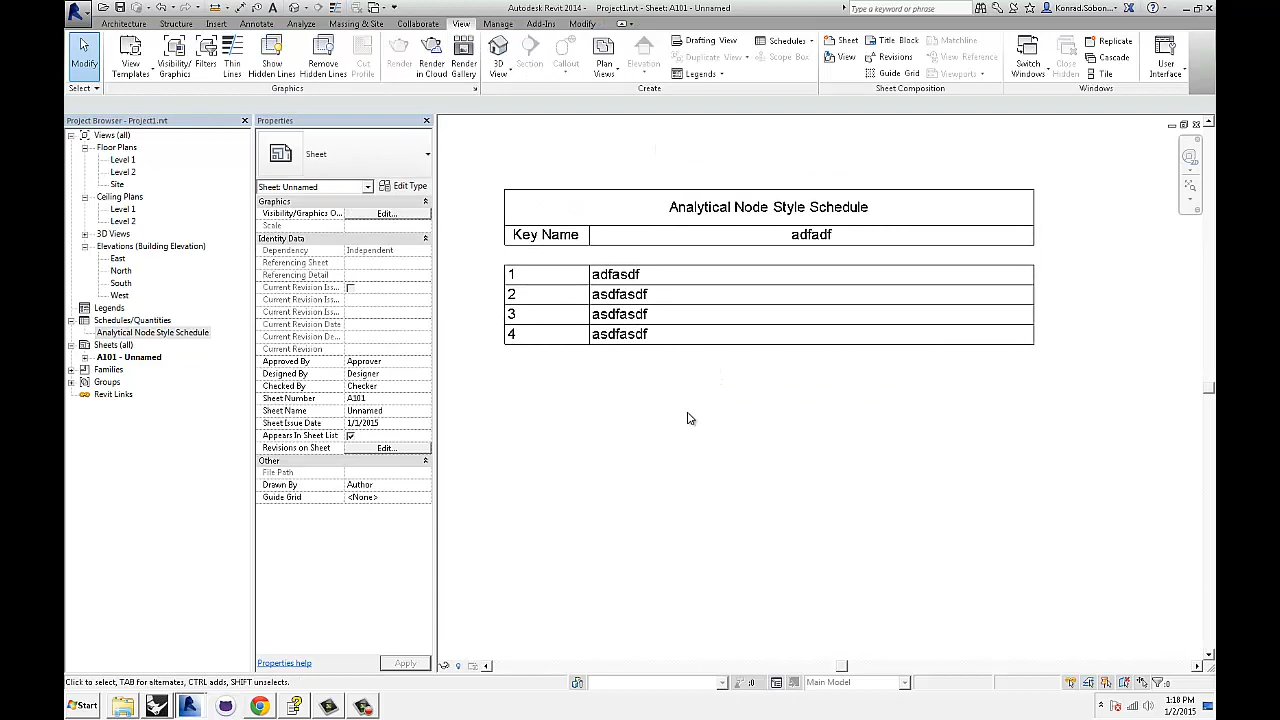 Autodesk Revit 2014 - Project1.rvt - Sheet: A101 - Unnamed
Type a keyword or phrase
Konrad.Sobon...
Architecture Structure Insert Annotate Analyze Massing & Site Collaborate View Manage Add-Ins Modify
Modify
View Templates
Visibility/ Graphics
Filters
Thin Lines
Show Hidden Lines
Remove Hidden Lines
Cut Profile
Render
Render in Cloud
Render Gallery
3D View
Section
Callout
Plan Views
Elevation
Drafting View
Duplicate View
Legends
Schedules
Scope Box
Sheet
View
Title Block
Revisions
Guide Grid
Matchline
View Reference
Viewports
Switch Windows
Close Hidden
Replicate
Cascade
Tile
User Interface
Select
Graphics
Create
Sheet Composition
Windows
Project Browser - Project1.rvt
Views (all)
Floor Plans
Level 1
Level 2
Site
Ceiling Plans
Level 1
Level 2
3D Views
Elevations (Building Elevation)
East
North
South
West
Legends
Schedules/Quantities
Analytical Node Style Schedule
Sheets (all)
A101 - Unnamed
Families
Groups
Revit Links
Properties
Sheet
Sheet: Unnamed Edit Type
Graphics
Visibility/Graphics O... Edit...
Scale
Identity Data
Dependency Independent
Referencing Sheet
Referencing Detail
Current Revision Iss...
Current Revision Iss...
Current Revision Iss...
Current Revision Date
Current Revision De...
Current Revision
Approved By Approver
Designed By Designer
Checked By Checker
Sheet Number A101
Sheet Name Unnamed
Sheet Issue Date 1/1/2015
Appears In Sheet List
Revisions on Sheet Edit...
Other
File Path
Drawn By Author
Guide Grid <None>
Properties help Apply
Analytical Node Style Schedule
Key Name adfadf
1 adfasdf
2 asdfasdf
3 asdfasdf
4 asdfasdf
Click to select, TAB for alternates, CTRL adds, SHIFT unselects.
:0
Main Model
:0
Start
1:18 PM
1/2/2015